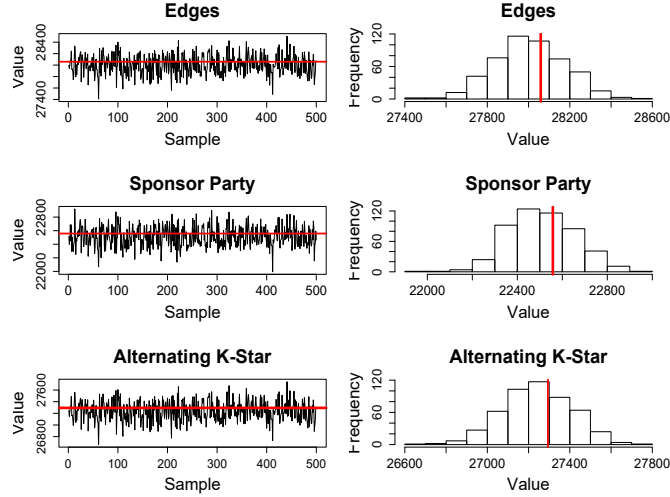 Edges
Edges
Value
27400
28400
0 100 200 300 400 500
Sample
Frequency
0 60 120
27400 27800 28200 28600
Value
Sponsor Party
Sponsor Party
Value
22000 22800
0 100 200 300 400 500
Sample
Frequency
0 60 120
22000 22400 22800
Value
Alternating K-Star
Alternating K-Star
Value
26800 27600
0 100 200 300 400 500
Sample
Frequency
0 60 120
26600 27000 27400 27800
Value